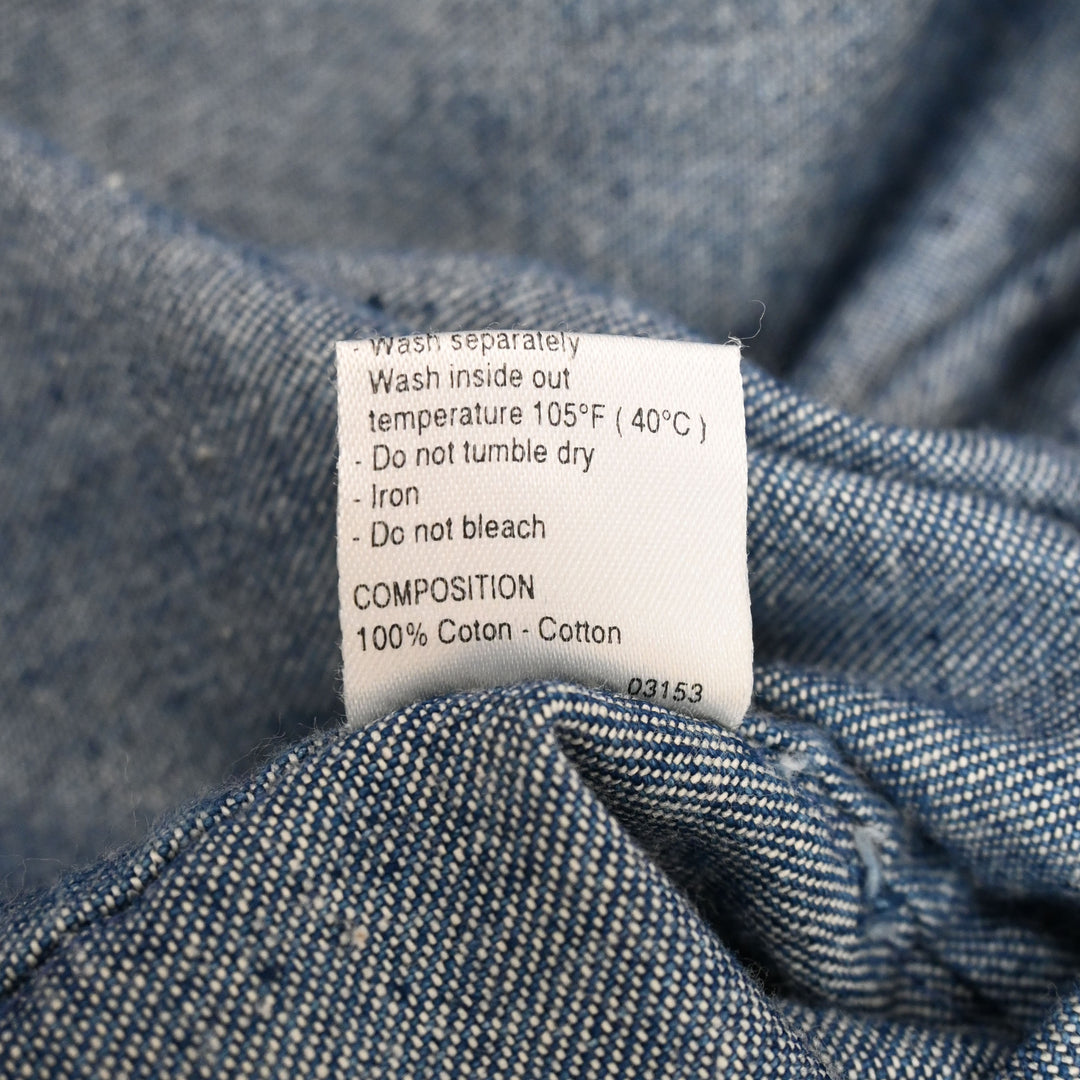 - Wash separately
Wash inside out
temperature 105°F ( 40°C )
- Do not tumble dry
- Iron
- Do not bleach
COMPOSITION
100% Coton - Cotton
03153